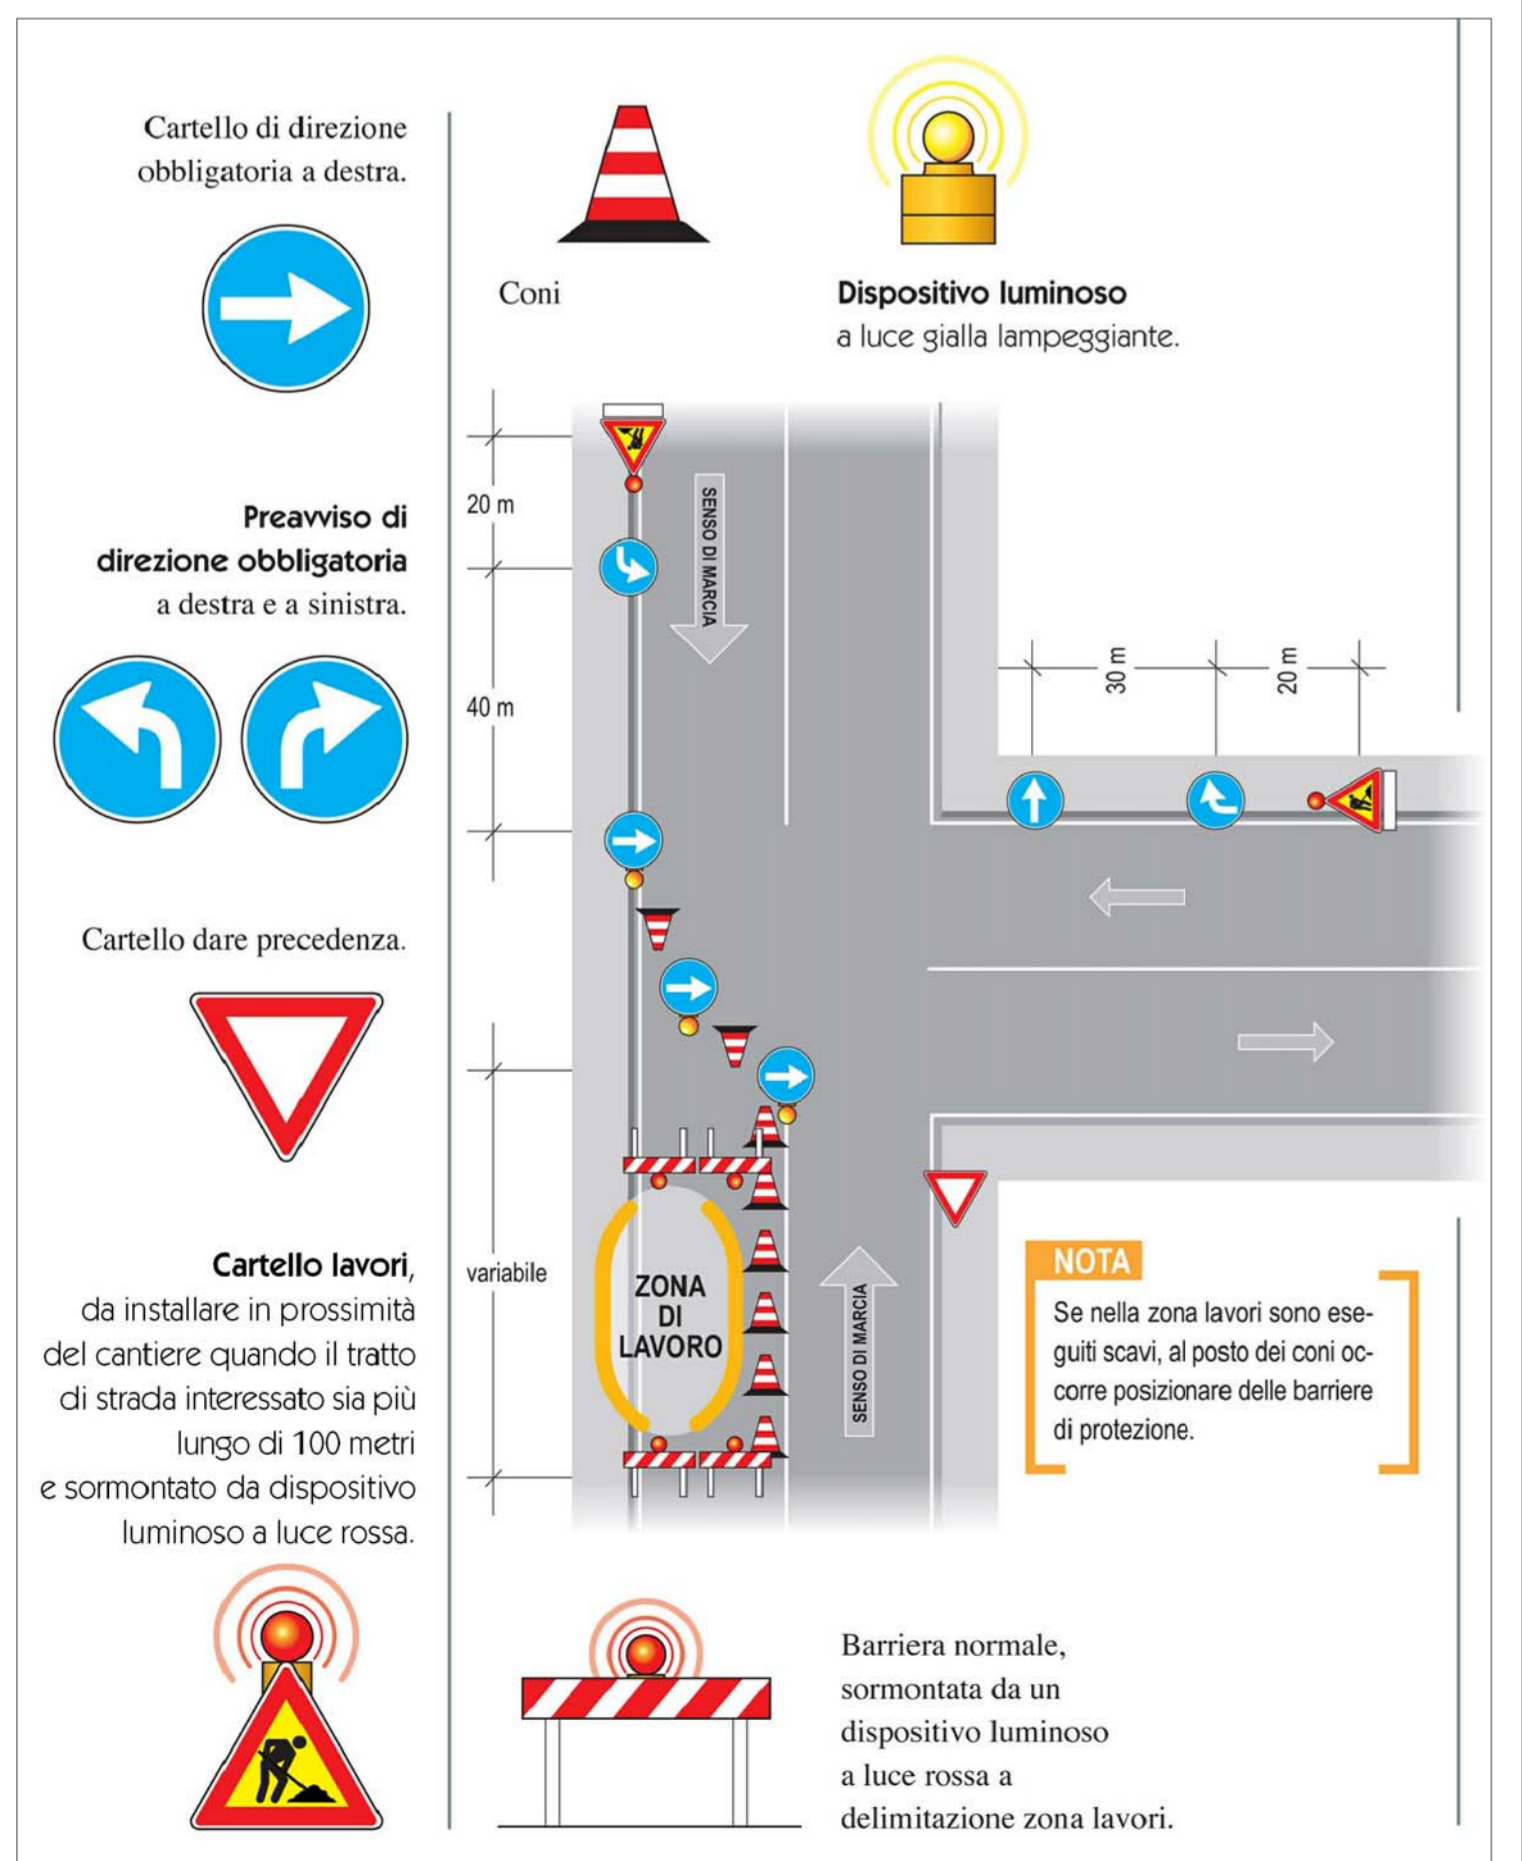 Cartello di direzione
obbligatoria a destra.
Coni
Dispositivo luminoso
a luce gialla lampeggiante.
Preavviso di
direzione obbligatoria
a destra e a sinistra.
20 m
SENSO DI MARCIA
40 m
30 m
20 m
Cartello dare precedenza.
Cartello lavori,
da installare in prossimità
del cantiere quando il tratto
di strada interessato sia più
lungo di 100 metri
e sormontato da dispositivo
luminoso a luce rossa.
variabile
ZONA
DI
LAVORO
SENSO DI MARCIA
NOTA
Se nella zona lavori sono ese-
guiti scavi, al posto dei coni oc-
corre posizionare delle barriere
di protezione.
Barriera normale,
sormontata da un
dispositivo luminoso
a luce rossa a
delimitazione zona lavori.